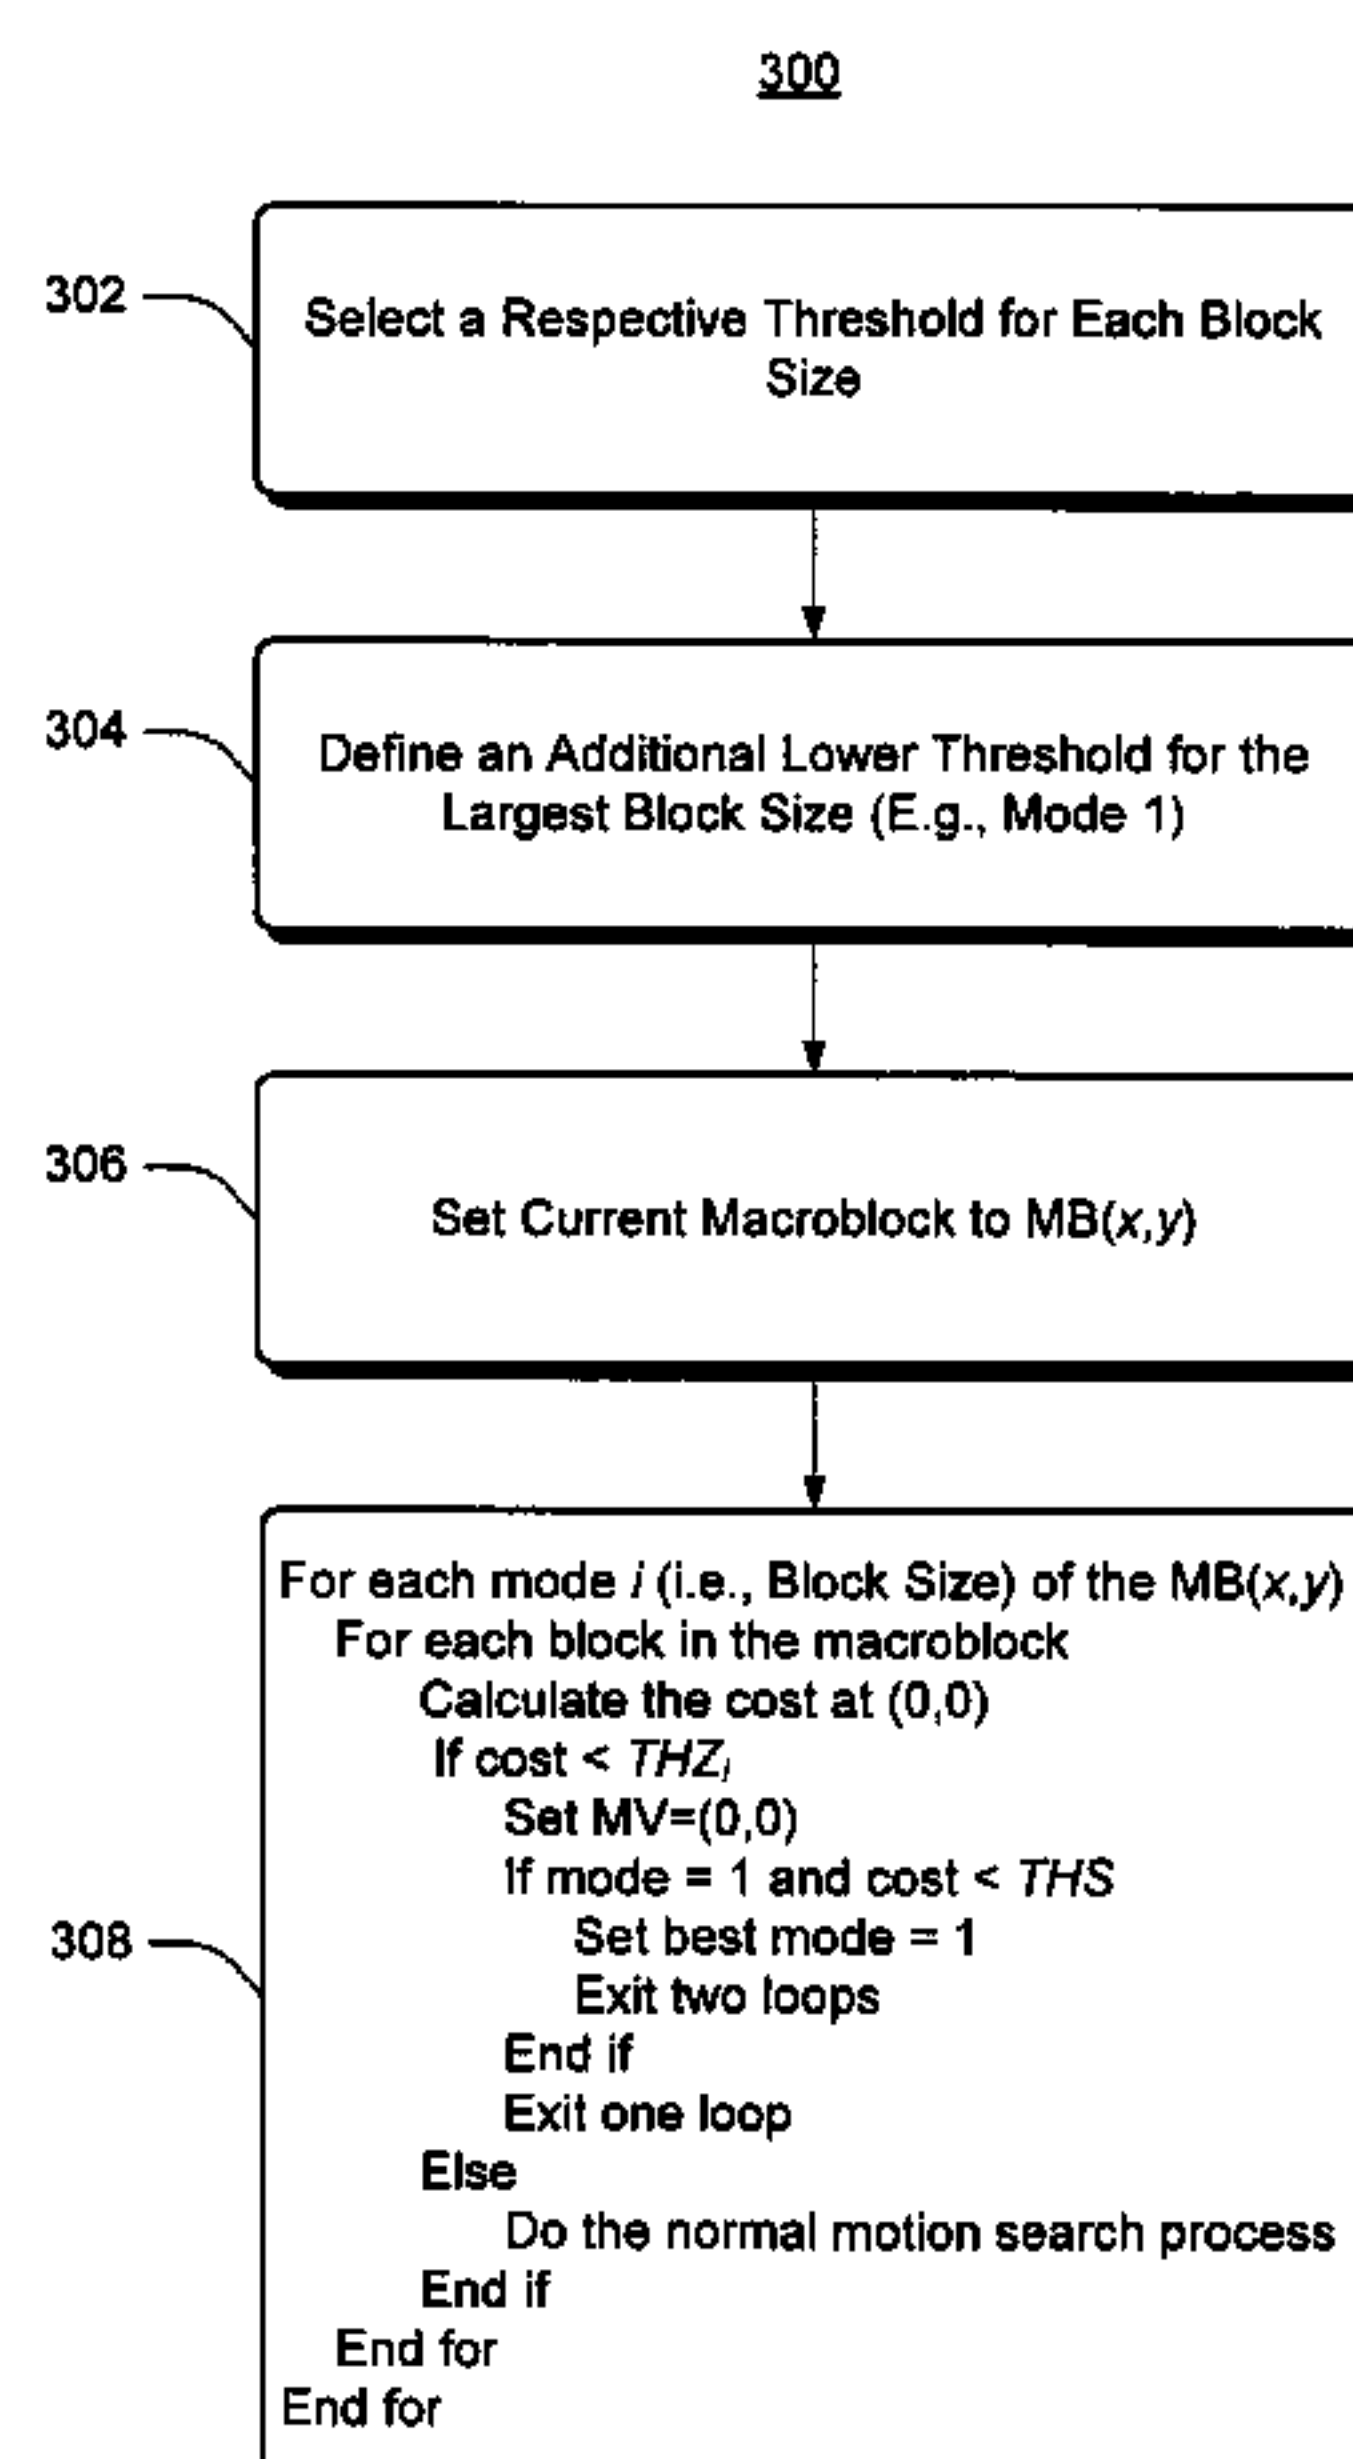 300
302
Select a Respective Threshold for Each Block
Size
304
Define an Additional Lower Threshold for the
Largest Block Size (E.g., Mode 1)
306
Set Current Macroblock to MB(x,y)
308
For each mode i (i.e., Block Size) of the MB(x,y)
For each block in the macroblock
Calculate the cost at (0,0)
If cost < THZi
Set MV=(0,0)
If mode = 1 and cost < THS
Set best mode = 1
Exit two loops
End if
Exit one loop
Else
Do the normal motion search process
End if
End for
End for